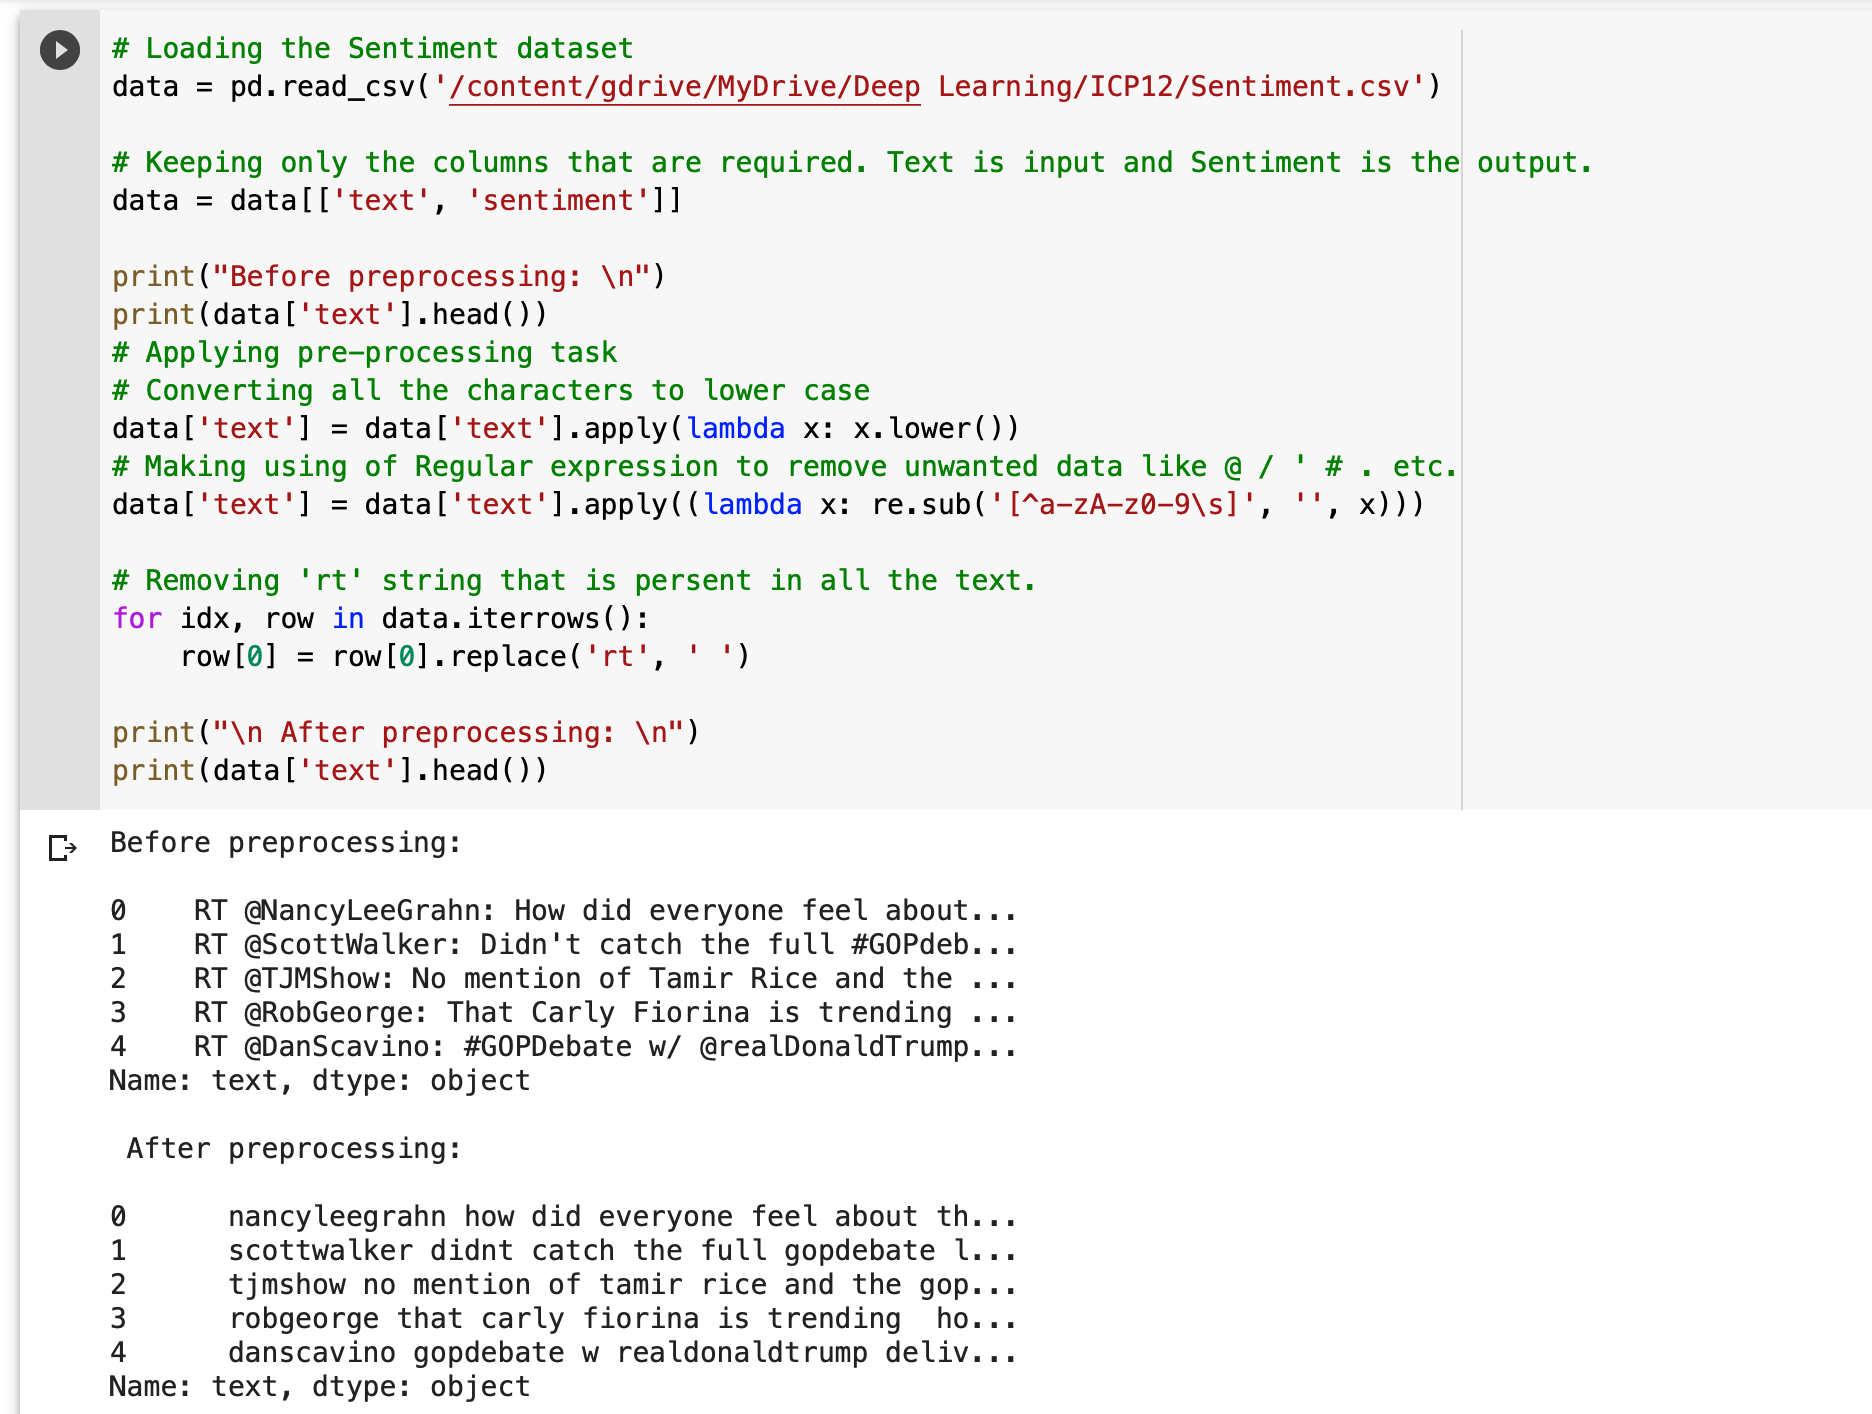 # Loading the Sentiment dataset
data = pd.read_csv('/content/gdrive/MyDrive/Deep Learning/ICP12/Sentiment.csv')
# Keeping only the columns that are required. Text is input and Sentiment is the output.
data = data[['text', 'sentiment']]
print("Before preprocessing: \n")
print(data['text'].head())
# Applying pre-processing task
# Converting all the characters to lower case
data['text'] = data['text'].apply(lambda x: x.lower())
# Making using of Regular expression to remove unwanted data like @ / ' # . etc.
data['text'] = data['text'].apply((lambda x: re.sub('[^a-zA-z0-9\s]', '', x)))
# Removing 'rt' string that is persent in all the text.
for idx, row in data.iterrows():
    row[0] = row[0].replace('rt', ' ')
print("\n After preprocessing: \n")
print(data['text'].head())
Before preprocessing:
0    RT @NancyLeeGrahn: How did everyone feel about...
1    RT @ScottWalker: Didn't catch the full #GOPdeb...
2    RT @TJMShow: No mention of Tamir Rice and the ...
3    RT @RobGeorge: That Carly Fiorina is trending ...
4    RT @DanScavino: #GOPDebate w/ @realDonaldTrump...
Name: text, dtype: object
 After preprocessing:
0      nancyleegrahn how did everyone feel about th...
1      scottwalker didnt catch the full gopdebate l...
2      tjmshow no mention of tamir rice and the gop...
3      robgeorge that carly fiorina is trending  ho...
4      danscavino gopdebate w realdonaldtrump deliv...
Name: text, dtype: object